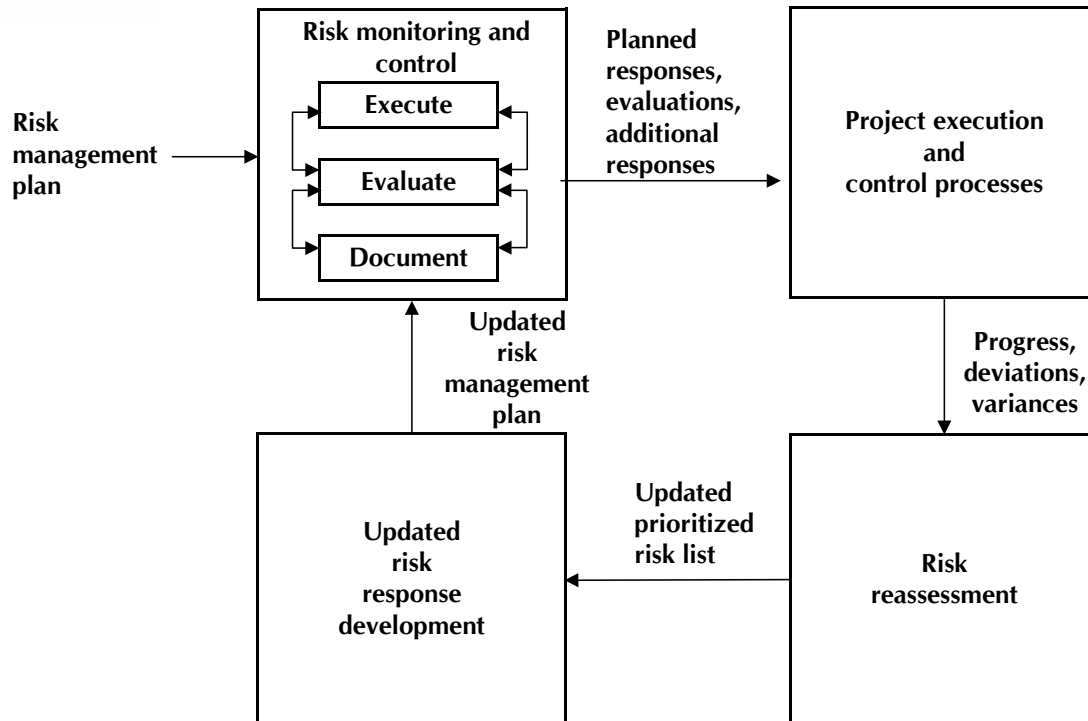 Risk monitoring and
control
Execute
Evaluate
Document
Risk
management
plan
Planned
responses,
evaluations,
additional
responses
Project execution
and
control processes
Updated
risk
management
plan
Progress,
deviations,
variances
Updated
risk
response
development
Updated
prioritized
risk list
Risk
reassessment